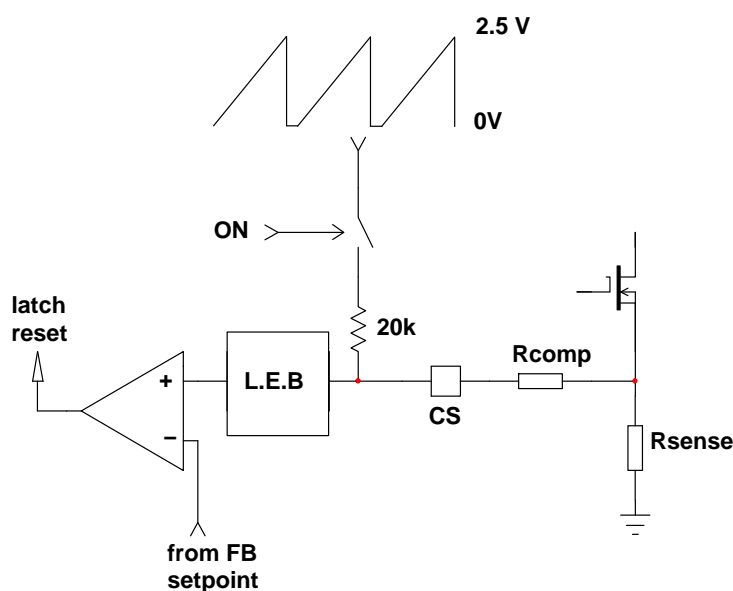 2.5 V
0V
ON
latch
reset
20k
Rcomp
L.E.B
+
−
CS
Rsense
from FB
setpoint